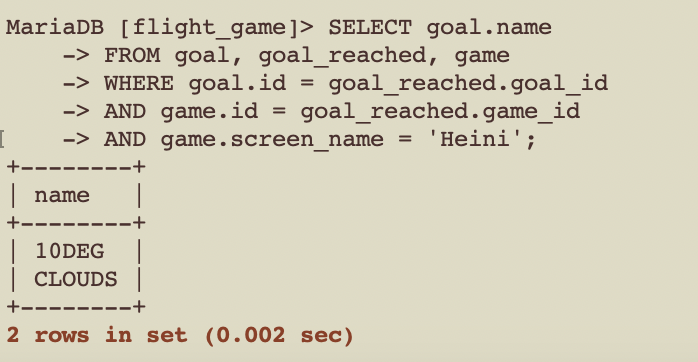 MariaDB [flight_game]> SELECT goal.name
    -> FROM goal, goal_reached, game
    -> WHERE goal.id = goal_reached.goal_id
    -> AND game.id = goal_reached.game_id
    -> AND game.screen_name = 'Heini';
+--------+
| name   |
+--------+
| 10DEG  |
| CLOUDS |
+--------+
2 rows in set (0.002 sec)